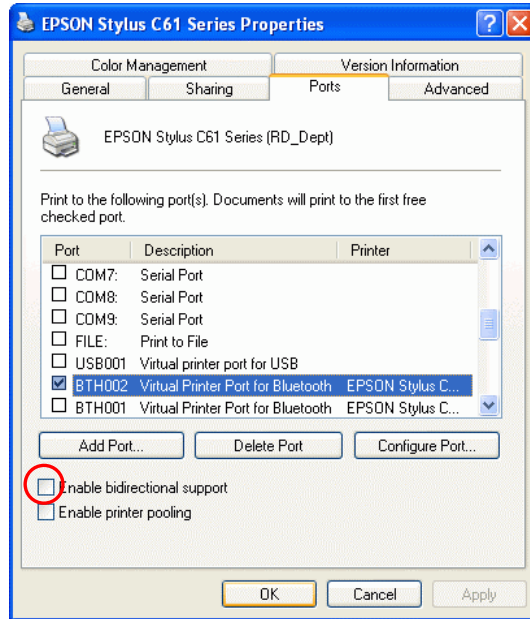 EPSON Stylus C61 Series Properties
Color Management Version Information
General Sharing Ports Advanced
EPSON Stylus C61 Series (RD_Dept)
Print to the following port(s). Documents will print to the first free
checked port.
Port Description Printer
COM7: Serial Port
COM8: Serial Port
COM9: Serial Port
FILE: Print to File
USB001 Virtual printer port for USB
BTH002 Virtual Printer Port for Bluetooth EPSON Stylus C...
BTH001 Virtual Printer Port for Bluetooth EPSON Stylus C...
Add Port... Delete Port Configure Port...
Enable bidirectional support
Enable printer pooling
OK Cancel Apply